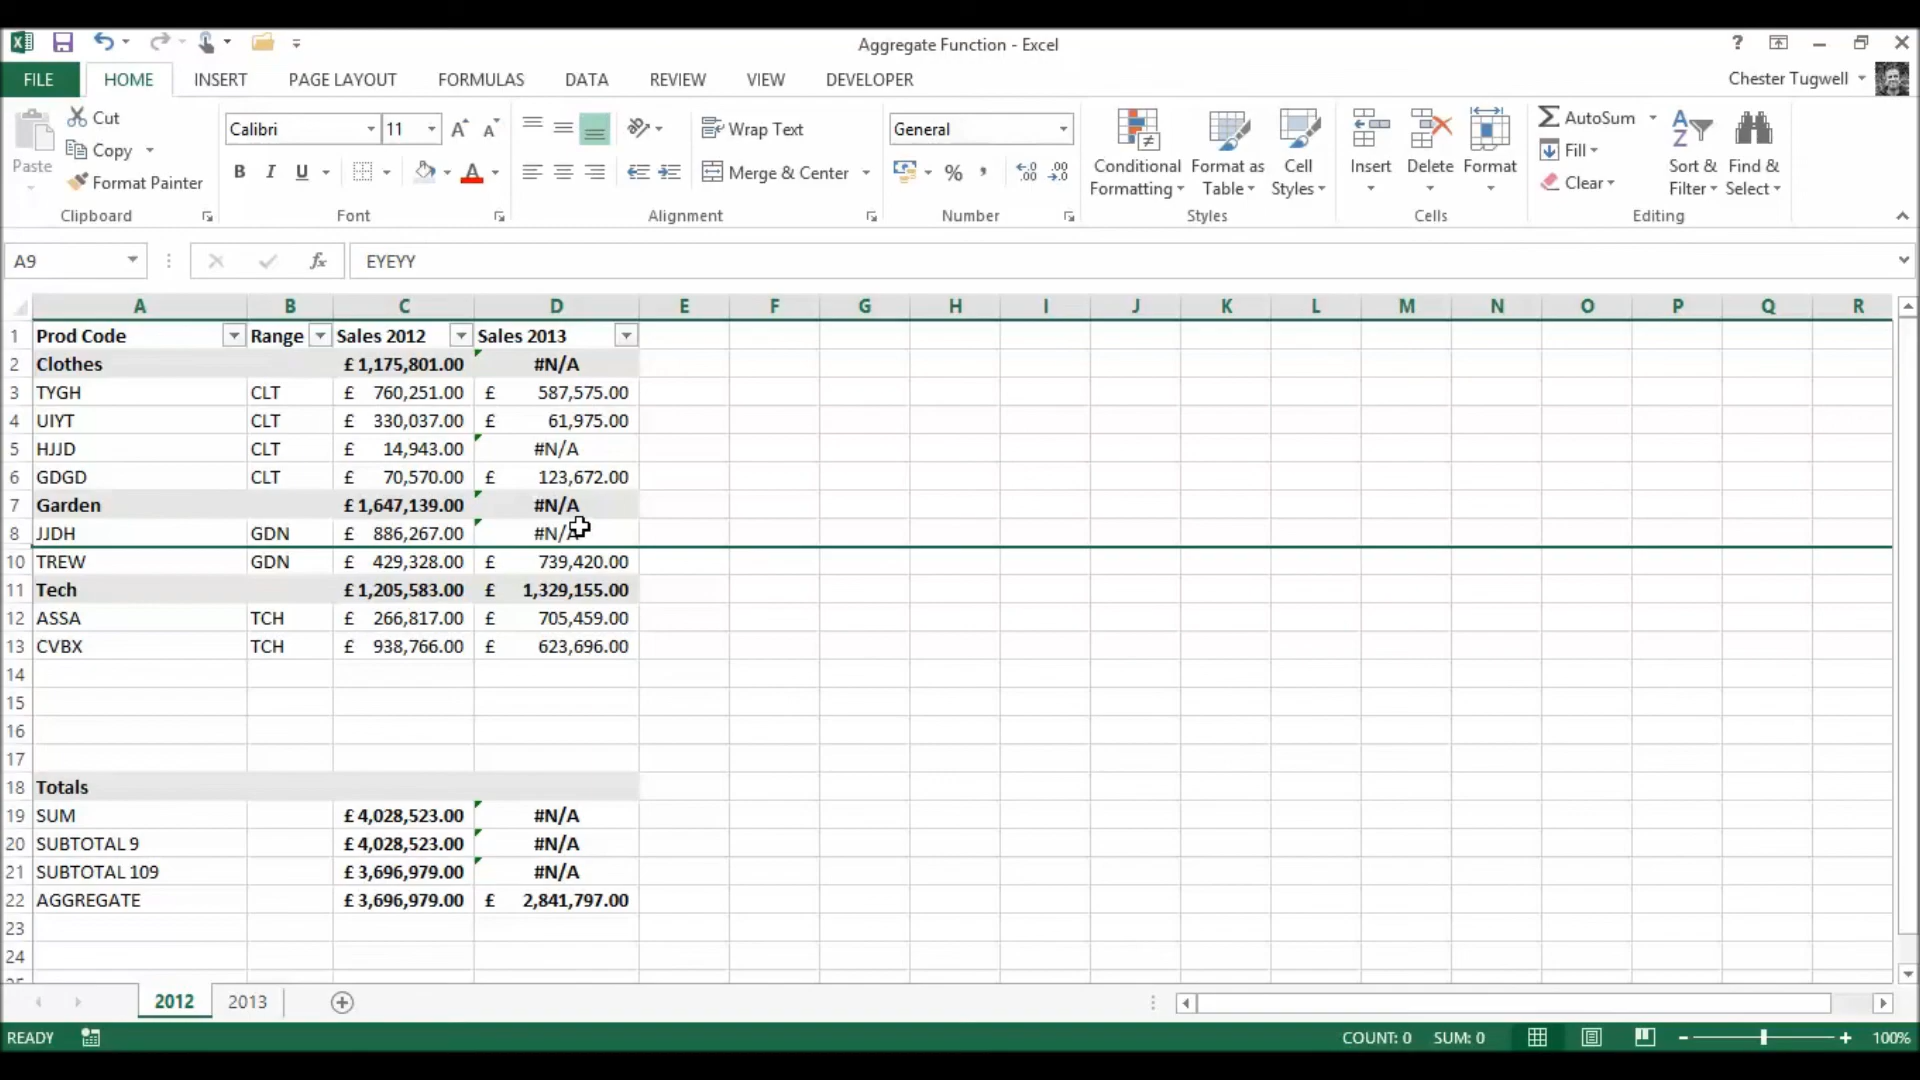 Aggregate Function - Excel
?
FILE HOME INSERT PAGE LAYOUT FORMULAS DATA REVIEW VIEW DEVELOPER Chester Tugwell
Paste
Cut
Copy
Format Painter
Clipboard
Calibri 11
B I U
Font
Wrap Text
Merge & Center
Alignment
General
%
Number
Conditional Formatting
Format as Table
Cell Styles
Styles
Insert
Delete
Format
Cells
AutoSum
Fill
Clear
Sort & Filter
Find & Select
Editing
A9 fx EYEYY
A B C D E F G H I J K L M N O P Q R
1 Prod Code Range Sales 2012 Sales 2013
2 Clothes £ 1,175,801.00 #N/A
3 TYGH CLT £ 760,251.00 £ 587,575.00
4 UIYT CLT £ 330,037.00 £ 61,975.00
5 HJJD CLT £ 14,943.00 #N/A
6 GDGD CLT £ 70,570.00 £ 123,672.00
7 Garden £ 1,647,139.00 #N/A
8 JJDH GDN £ 886,267.00 #N/A
10 TREW GDN £ 429,328.00 £ 739,420.00
11 Tech £ 1,205,583.00 £ 1,329,155.00
12 ASSA TCH £ 266,817.00 £ 705,459.00
13 CVBX TCH £ 938,766.00 £ 623,696.00
14
15
16
17
18 Totals
19 SUM £ 4,028,523.00 #N/A
20 SUBTOTAL 9 £ 4,028,523.00 #N/A
21 SUBTOTAL 109 £ 3,696,979.00 #N/A
22 AGGREGATE £ 3,696,979.00 £ 2,841,797.00
23
24
2012 2013
READY COUNT: 0 SUM: 0 100%